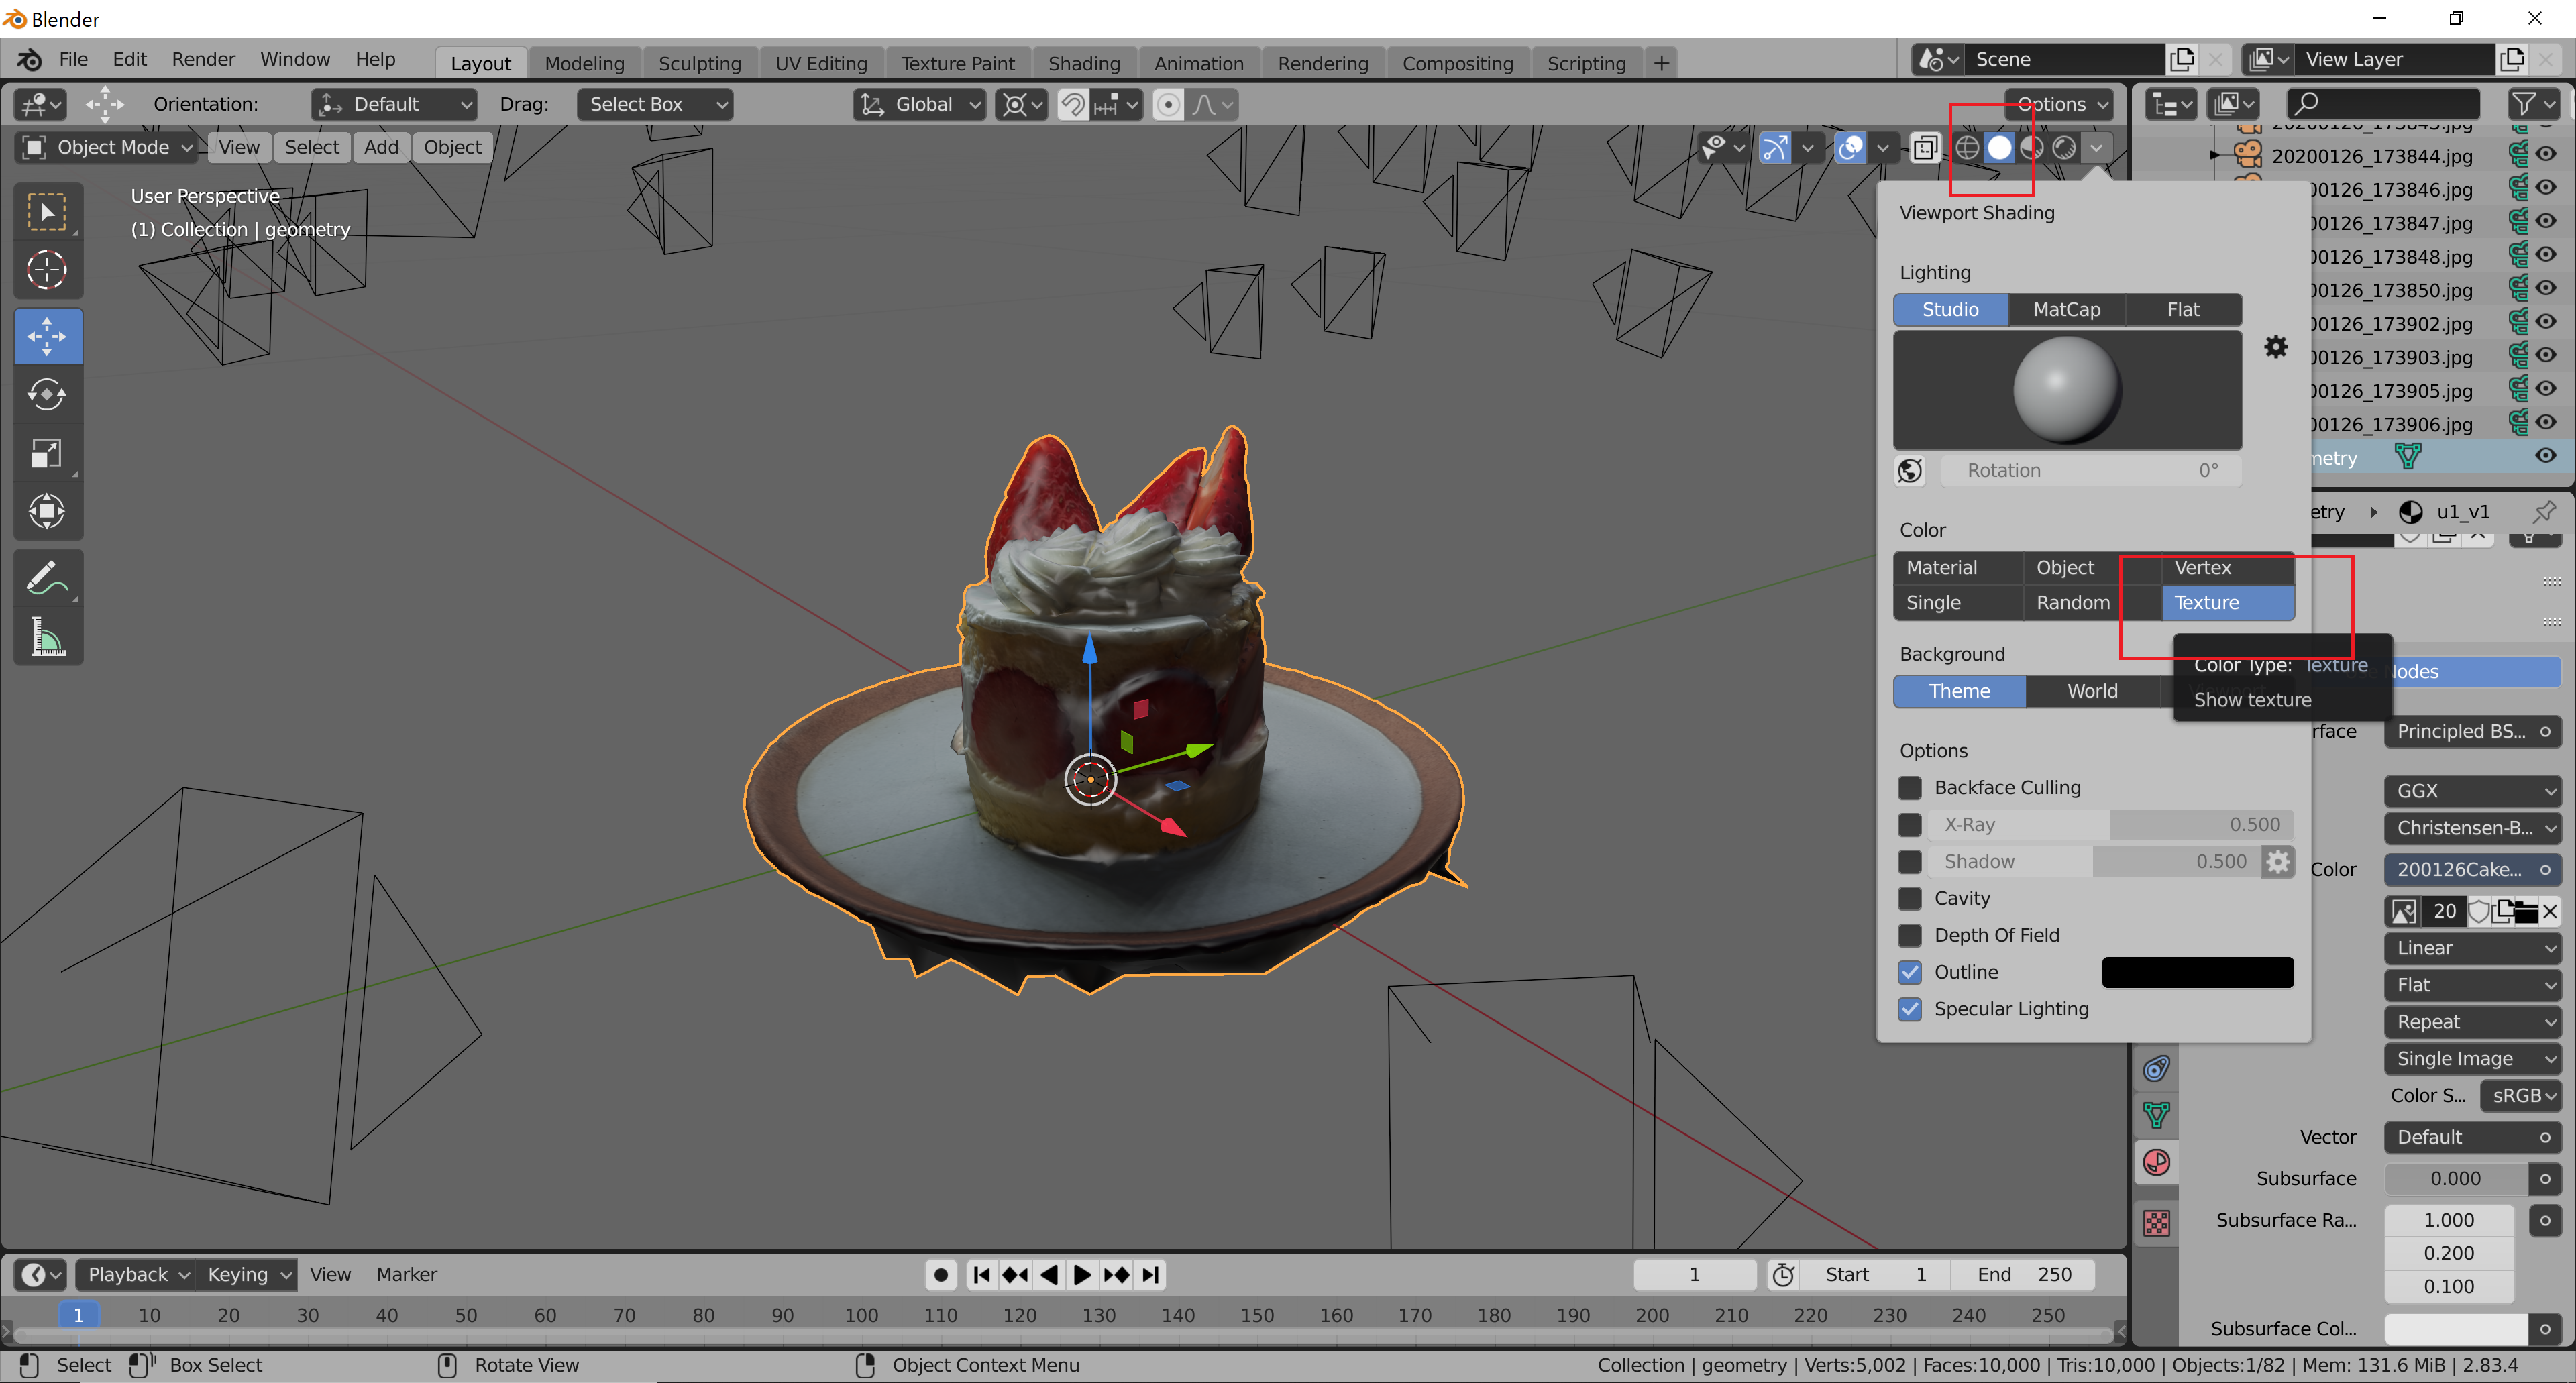 Blender
File Edit Render Window Help Layout Modeling Sculpting UV Editing Texture Paint Shading Animation Rendering Compositing Scripting + Scene View Layer
Orientation: Default Drag: Select Box Global Options
Object Mode View Select Add Object
User Perspective
(1) Collection | geometry
20200126_173844.jpg
00126_173846.jpg
00126_173847.jpg
00126_173848.jpg
00126_173850.jpg
00126_173902.jpg
00126_173903.jpg
00126_173905.jpg
00126_173906.jpg
metry
etry u1_v1
Viewport Shading
Lighting
Studio MatCap Flat
Rotation 0°
Color
Material Object Vertex
Single Random Texture
Background
Theme World
Color Type: Texture
Show texture
Nodes
Options
Backface Culling
X-Ray 0.500
Shadow 0.500
Cavity
Depth Of Field
Outline
Specular Lighting
rface Principled BS...
GGX
Christensen-B...
Color 200126Cake...
20
Linear
Flat
Repeat
Single Image
Color S... sRGB
Vector Default
Subsurface 0.000
Subsurface Ra... 1.000
0.200
0.100
Subsurface Col...
Playback Keying View Marker 1 Start 1 End 250
1 10 20 30 40 50 60 70 80 90 100 110 120 130 140 150 160 170 180 190 200 210 220 230 240 250
Select Box Select Rotate View Object Context Menu Collection | geometry | Verts:5,002 | Faces:10,000 | Tris:10,000 | Objects:1/82 | Mem: 131.6 MiB | 2.83.4